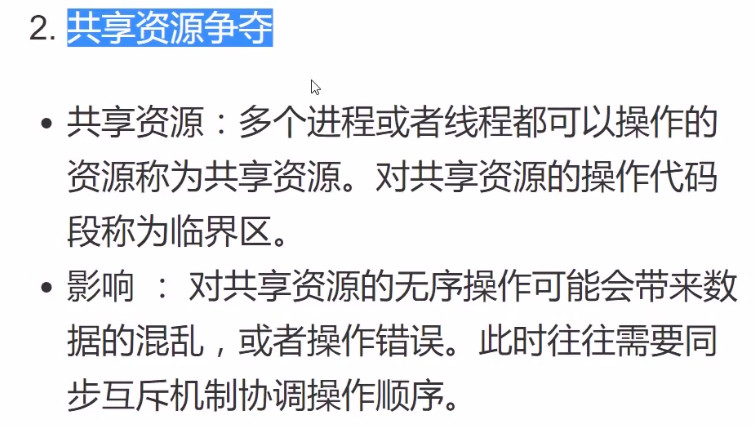 2. 共享资源争夺
• 共享资源：多个进程或者线程都可以操作的
资源称为共享资源。对共享资源的操作代码
段称为临界区。
• 影响 ： 对共享资源的无序操作可能会带来数
据的混乱，或者操作错误。此时往往需要同
步互斥机制协调操作顺序。